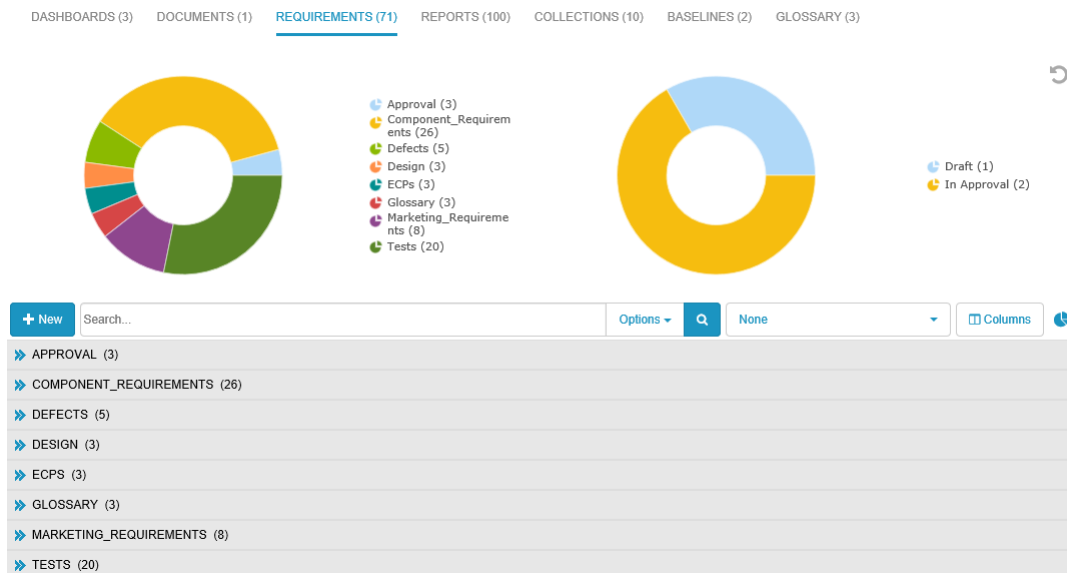 DASHBOARDS (3) DOCUMENTS (1) REQUIREMENTS (71) REPORTS (100) COLLECTIONS (10) BASELINES (2) GLOSSARY (3)
Approval (3)
Component_Requirem
ents (26)
Defects (5)
Design (3)
ECPs (3)
Glossary (3)
Marketing_Requireme
nts (8)
Tests (20)
Draft (1)
In Approval (2)
New Search... Options None Columns
APPROVAL (3)
COMPONENT_REQUIREMENTS (26)
DEFECTS (5)
DESIGN (3)
ECPS (3)
GLOSSARY (3)
MARKETING_REQUIREMENTS (8)
TESTS (20)